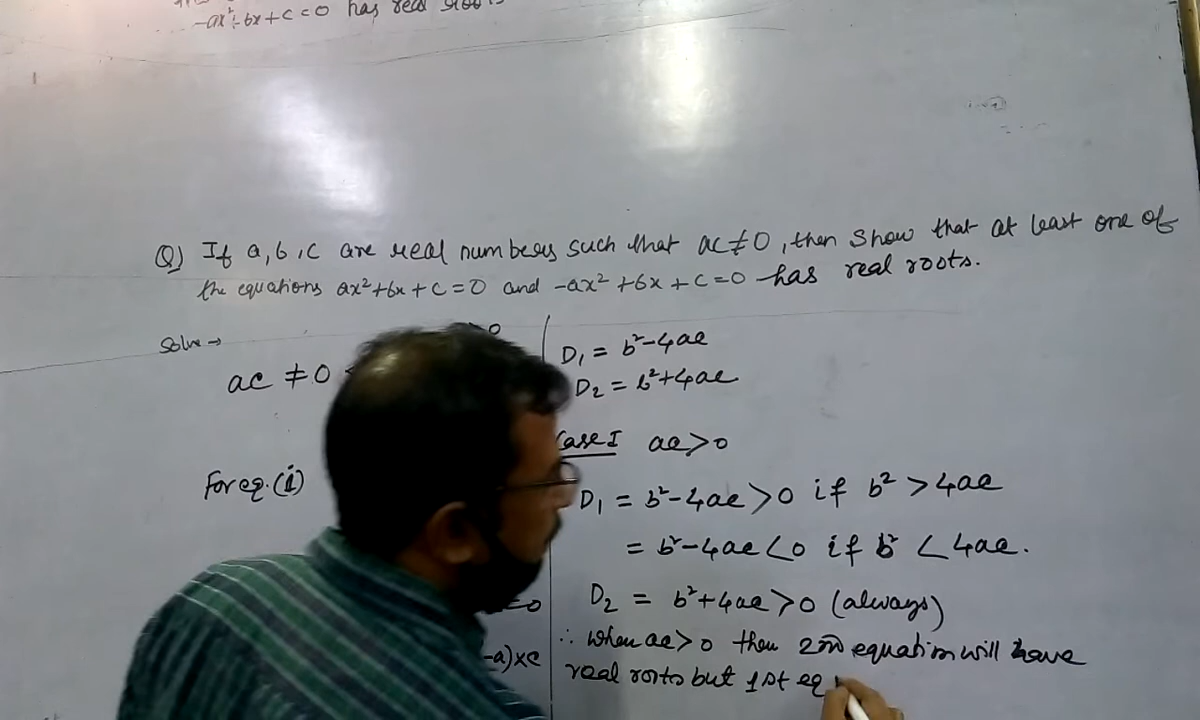 -ax²+bx+c=0 has real
Q) If a, b, c are real numbers such that ac≠0, then show that at least one of
the equations ax²+bx+c=0 and -ax²+bx+c=0 has real roots.
Soln→
ac ≠0
For eq.(i)
-a)×c
D₁ = b²-4ac
D₂ = b²+4ac
Case I ac>0
D₁ = b²-4ac>0 if b²>4ac
= b²-4ac<0 if b²<4ac.
D₂ = b²+4ac>0 (always)
∴ when ac>0 then 2nd equation will have
real roots but 1st eq